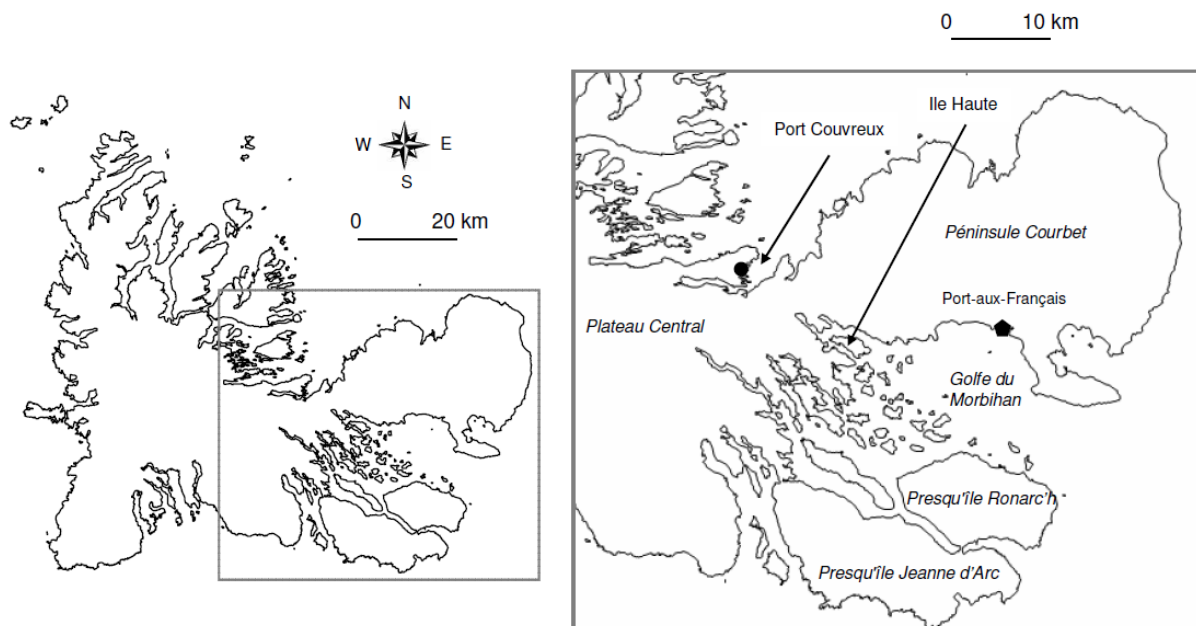 N
W E
S
0 20 km
0 10 km
Port Couvreux
Ile Haute
Péninsule Courbet
Port-aux-Français
Plateau Central
Golfe du
Morbihan
Presqu'île Ronarc'h
Presqu'île Jeanne d'Arc